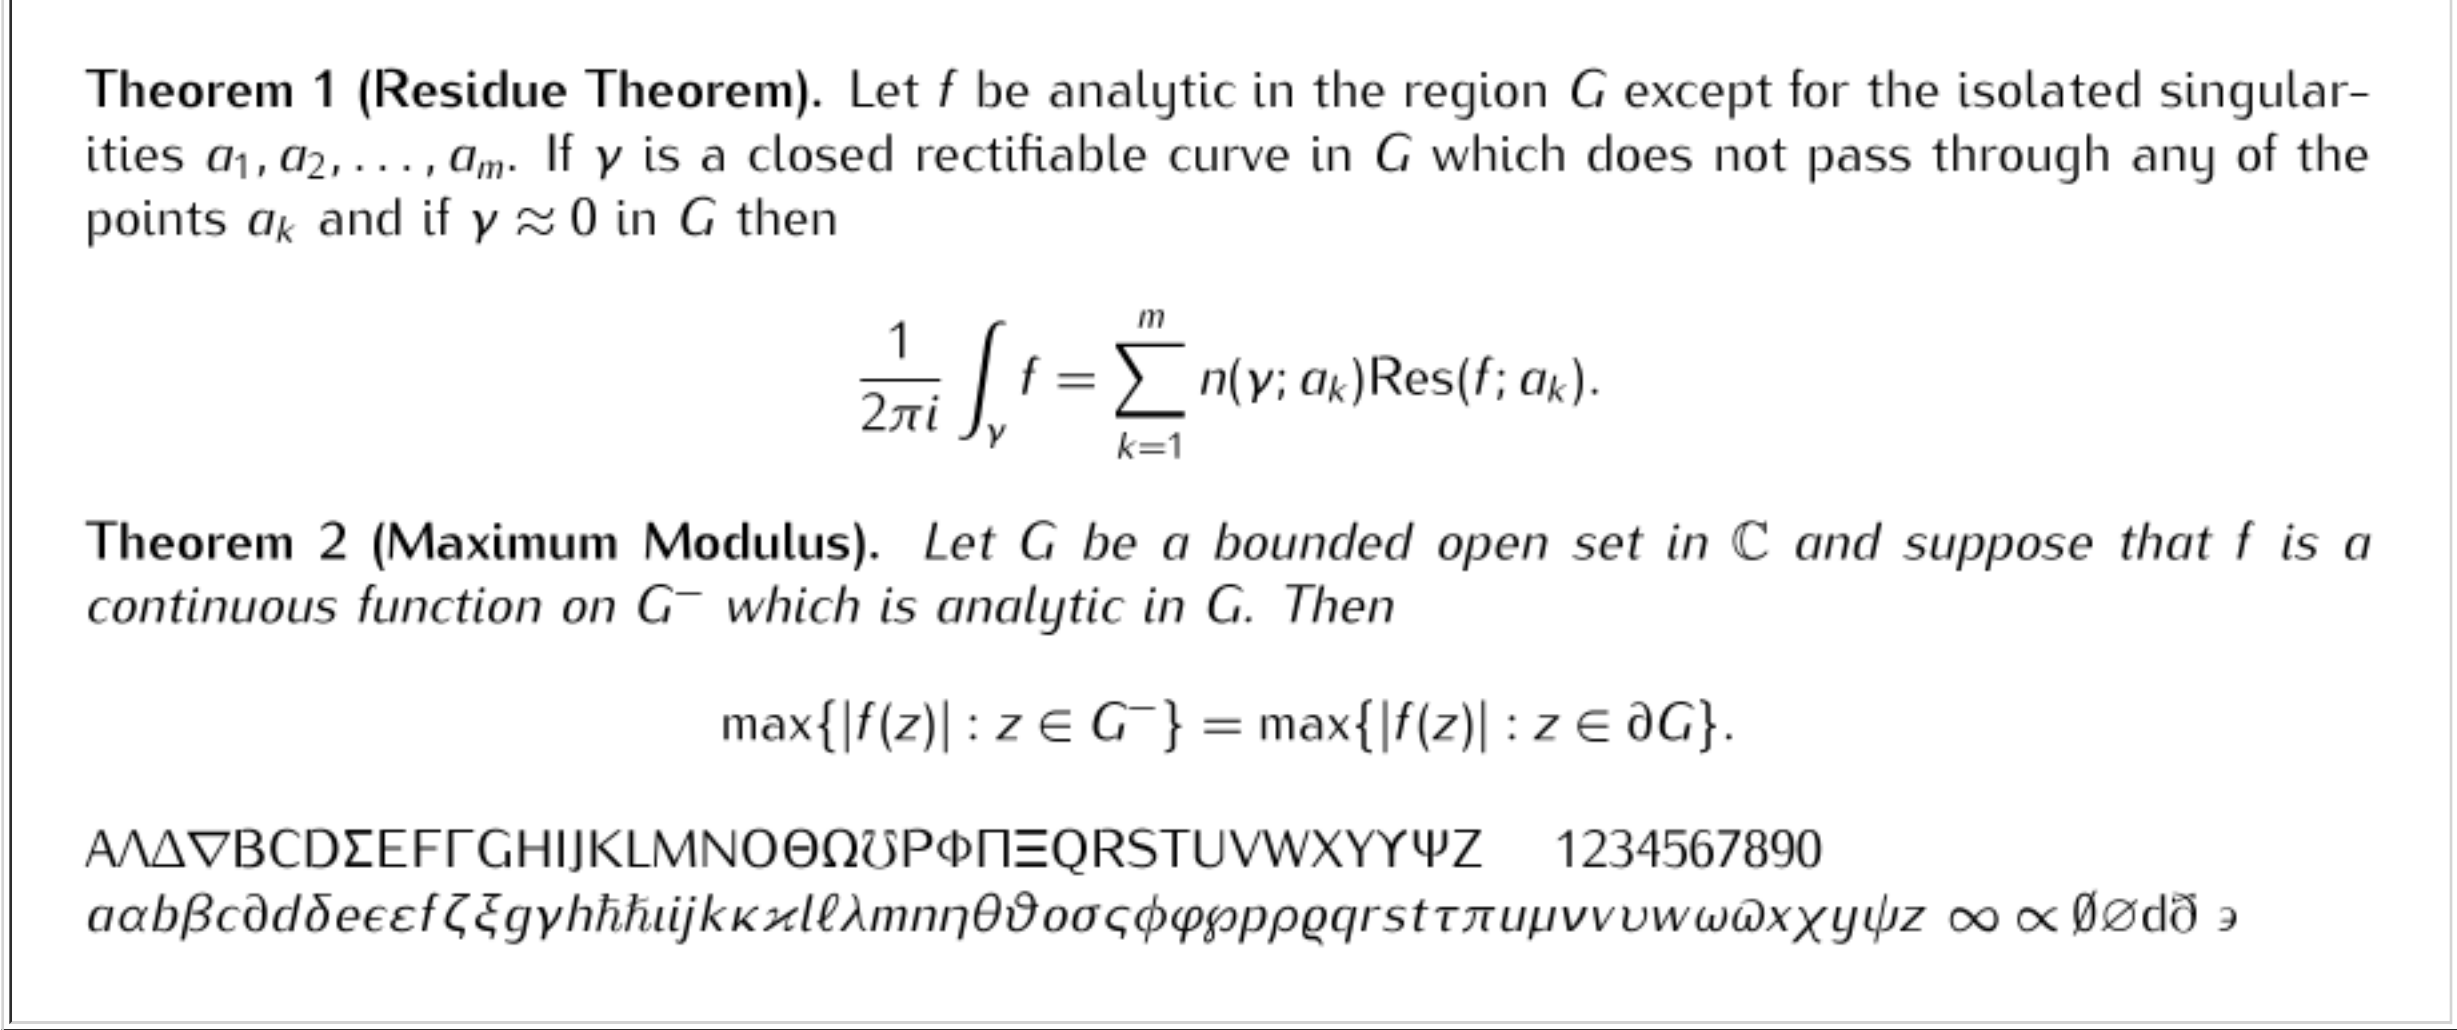 Theorem 1 (Residue Theorem). Let f be analytic in the region G except for the isolated singular-
ities a₁, a₂, . . . , aₘ. If γ is a closed rectifiable curve in G which does not pass through any of the
points aₖ and if γ ≈ 0 in G then
1/2πi ∫_γ f = ∑_{k=1}^{m} n(γ; aₖ)Res(f; aₖ).
Theorem 2 (Maximum Modulus). Let G be a bounded open set in ℂ and suppose that f is a
continuous function on G⁻ which is analytic in G. Then
max{|f(z)| : z ∈ G⁻} = max{|f(z)| : z ∈ ∂G}.
AΛΔ∇BCDΣEFΓGHIJKLMNOΘΩ℧PΦΠΞQRSTUVWXYΥΨZ 1234567890
aαbβc∂dδeϵεfζξgγhℏħιijkκϰlℓλmnηθϑoσςϕφ℘pρϱqrstτπuμνvυwωϖxχyψz ∞ ∝ ∅∅dð ϶